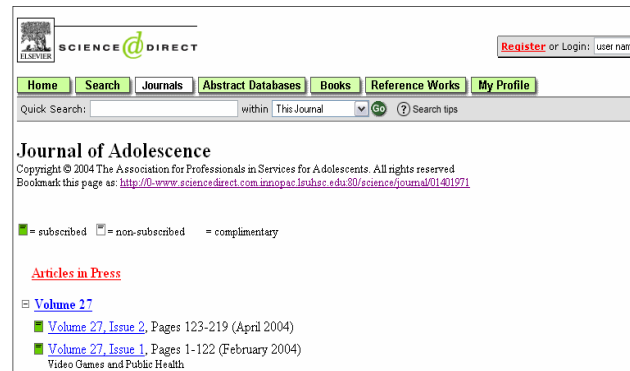 SCIENCE @ DIRECT
ELSEVIER
Register or Login: user nam
Home Search Journals Abstract Databases Books Reference Works My Profile
Quick Search: within This Journal Go ? Search tips
Journal of Adolescence
Copyright © 2004 The Association for Professionals in Services for Adolescents. All rights reserved
Bookmark this page as: http://0-www.sciencedirect.com.innopac.lsuhsc.edu:80/science/journal/01401971
= subscribed = non-subscribed = complimentary
Articles in Press
Volume 27
Volume 27, Issue 2, Pages 123-219 (April 2004)
Volume 27, Issue 1, Pages 1-122 (February 2004)
Video Games and Public Health